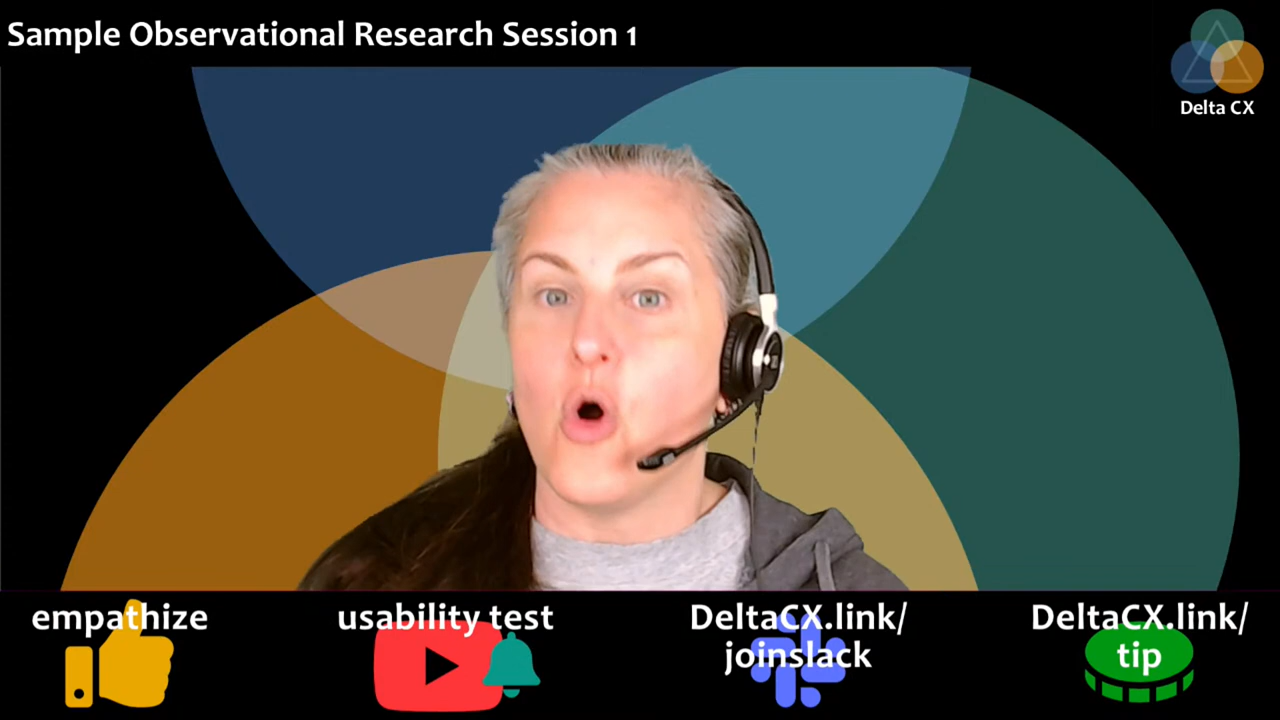 Sample Observational Research Session 1
Delta CX
empathize
usability test
DeltaCX.link/
joinslack
DeltaCX.link/
tip